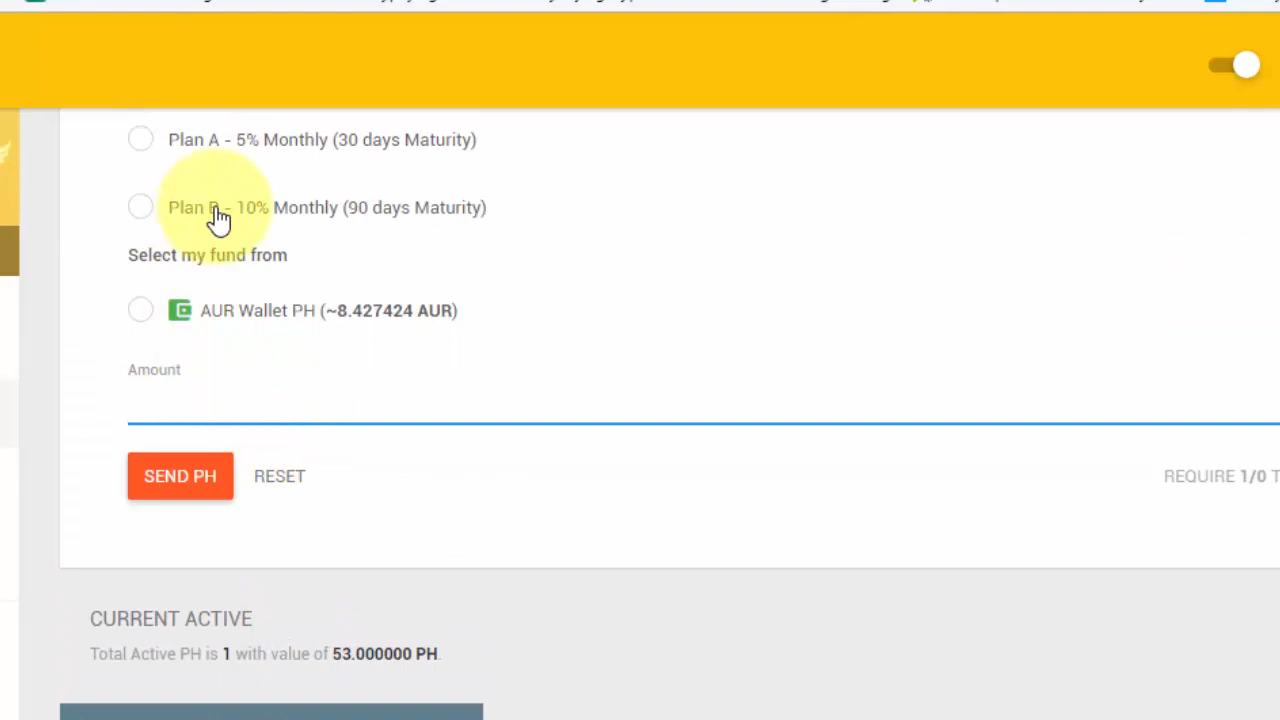 Plan A - 5% Monthly (30 days Maturity)
Plan B - 10% Monthly (90 days Maturity)
Select my fund from
AUR Wallet PH (~8.427424 AUR)
Amount
SEND PH
RESET
REQUIRE 1/0 T
CURRENT ACTIVE
Total Active PH is 1 with value of 53.000000 PH.